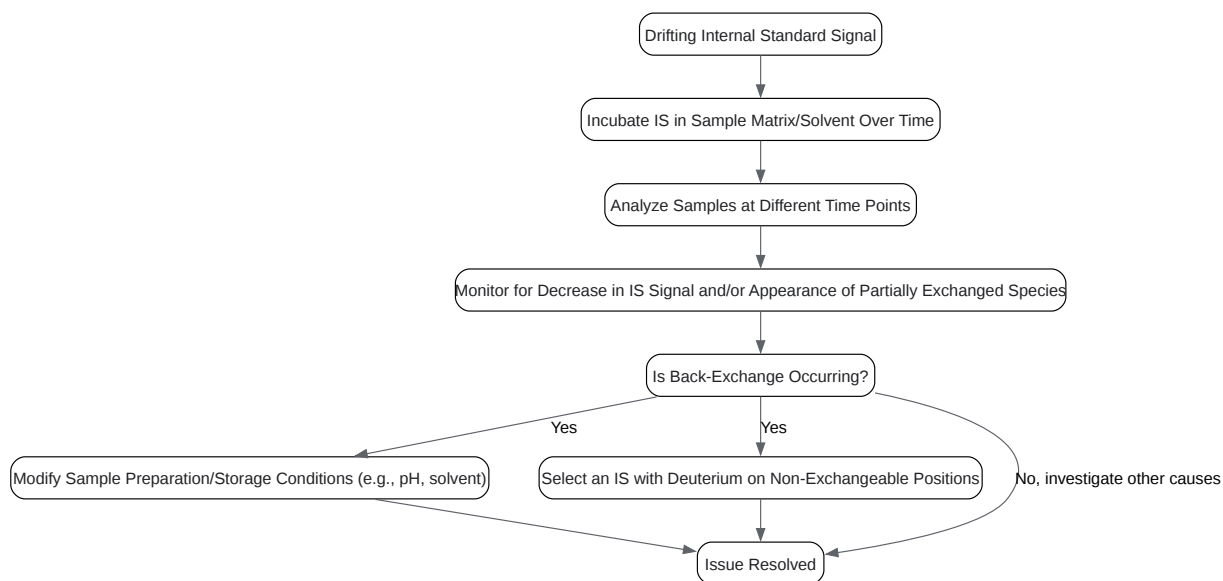 Drifting Internal Standard Signal
Incubate IS in Sample Matrix/Solvent Over Time
Analyze Samples at Different Time Points
Monitor for Decrease in IS Signal and/or Appearance of Partially Exchanged Species
Is Back-Exchange Occurring?
Yes
Yes
Modify Sample Preparation/Storage Conditions (e.g., pH, solvent)
Select an IS with Deuterium on Non-Exchangeable Positions
No, investigate other causes
Issue Resolved